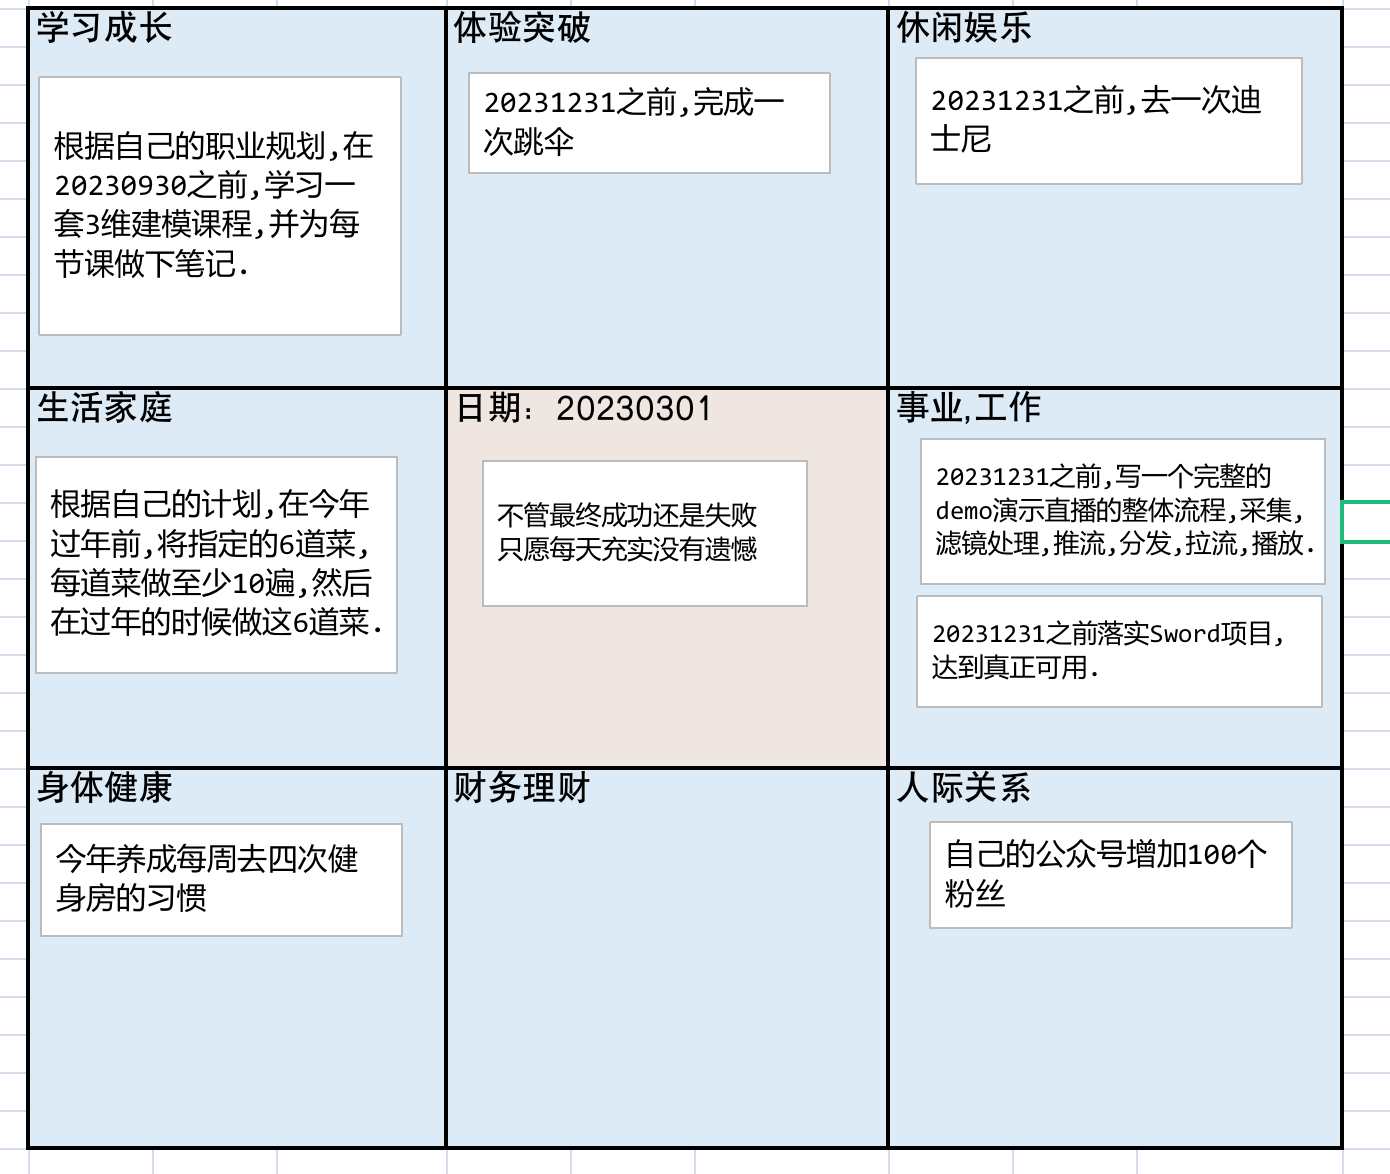 学习成长
根据自己的职业规划,在
20230930之前,学习一
套3维建模课程,并为每
节课做下笔记.
体验突破
20231231之前,完成一
次跳伞
休闲娱乐
20231231之前,去一次迪
士尼
生活家庭
根据自己的计划,在今年
过年前,将指定的6道菜,
每道菜做至少10遍,然后
在过年的时候做这6道菜.
日期：20230301
不管最终成功还是失败
只愿每天充实没有遗憾
事业,工作
20231231之前,写一个完整的
demo演示直播的整体流程,采集,
滤镜处理,推流,分发,拉流,播放.
20231231之前落实Sword项目,
达到真正可用.
身体健康
今年养成每周去四次健
身房的习惯
财务理财
人际关系
自己的公众号增加100个
粉丝